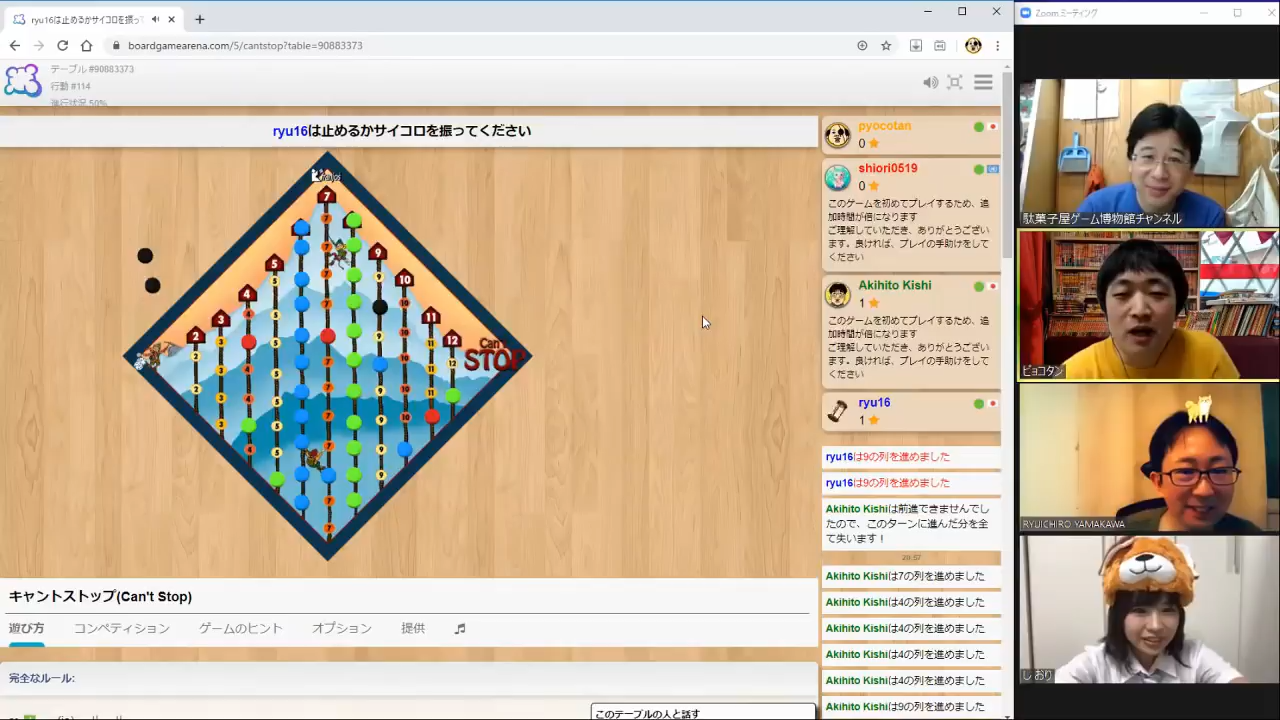 ryu16は止めるかサイコロを振っ
boardgamearena.com/5/cantstop?table=90883373
テーブル #90883373
行動 #114
進行状況 50%
ryu16は止めるかサイコロを振ってください
7
9
5
10
4
11
3
2
12
Can't
STOP
pyocotan
0
shiori0519
0
このゲームを初めてプレイするため、追
加時間が倍になります
ご理解していただき、ありがとうござい
ます。良ければ、プレイの手助けをして
ください
Akihito Kishi
1
このゲームを初めてプレイするため、追
加時間が倍になります
ご理解していただき、ありがとうござい
ます。良ければ、プレイの手助けをして
ください
ryu16
1
ryu16は9の列を進めました
ryu16は9の列を進めました
Akihito Kishiは前進できませんでし
たので、このターンに進んだ分を全
て失います！
20:57
Akihito Kishiは7の列を進めました
Akihito Kishiは4の列を進めました
Akihito Kishiは4の列を進めました
Akihito Kishiは4の列を進めました
Akihito Kishiは4の列を進めました
Akihito Kishiは9の列を進めました
キャントストップ(Can't Stop)
遊び方 コンペティション ゲームのヒント オプション 提供
完全なルール:
このテーブルの人と話す
Zoom ミーティング
駄菓子屋ゲーム博物館チャンネル
ピョコタン
RYUICHIRO YAMAKAWA
しおり